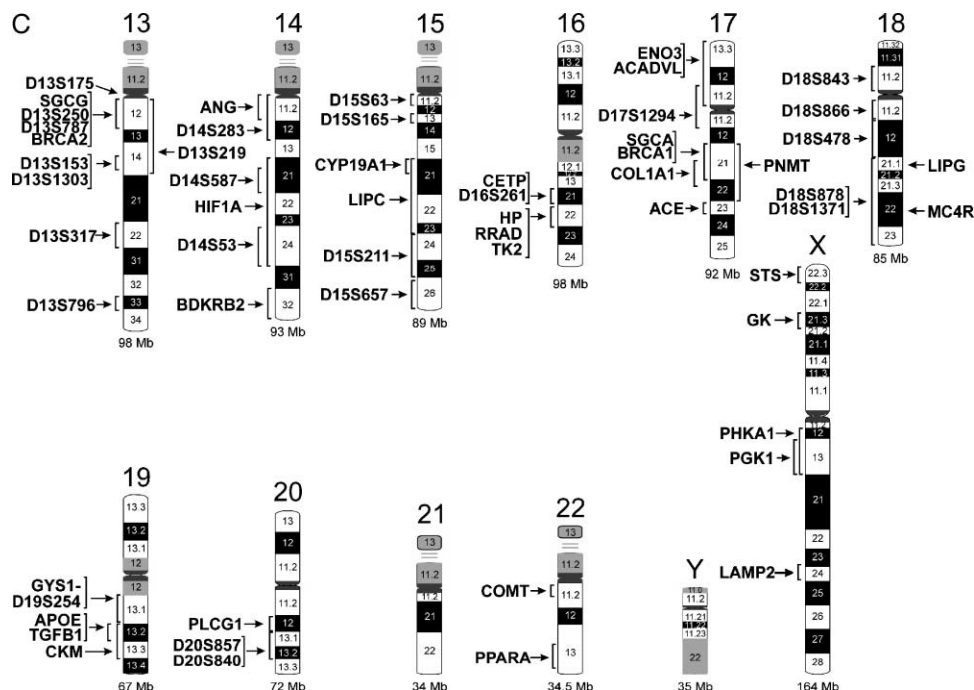 C
13
13
11.2
12
13
14
21
22
31
32
33
34
98 Mb
D13S175
SGCG
D13S250
D13S787
BRCA2
D13S219
D13S153
D13S1303
D13S317
D13S796
14
13
11.2
11.2
12
13
21
22
23
24
31
32
93 Mb
ANG
D14S283
D14S587
HIF1A
D14S53
BDKRB2
15
13
11.2
11.2
12
13
14
15
21
22
23
24
25
26
89 Mb
D15S63
D15S165
CYP19A1
LIPC
D15S211
D15S657
16
13.3
13.2
13.1
12
11.2
11.2
12.1
13
21
22
23
24
98 Mb
CETP
D16S261
HP
RRAD
TK2
17
13.3
12
11.2
11.2
12
21
22
23
24
25
92 Mb
ENO3
ACADVL
D17S1294
SGCA
BRCA1
COL1A1
PNMT
ACE
18
11.32
11.31
11.2
11.2
12
21.1
21.2
21.3
22
23
85 Mb
D18S843
D18S866
D18S478
LIPG
D18S878
D18S1371
MC4R
19
13.3
13.2
13.1
12
12
13.1
13.2
13.3
13.4
67 Mb
GYS1-
D19S254
APOE
TGFB1
CKM
20
13
12
11.2
11.2
12
13.1
13.2
13.3
72 Mb
PLCG1
D20S857
D20S840
21
13
11.2
11.2
21
22
34 Mb
22
13
11.2
11.2
12
13
34.5 Mb
COMT
PPARA
Y
11.2
11.21
11.22
11.23
22
35 Mb
X
22.3
22.2
22.1
21.3
21.2
21.1
11.4
11.3
11.1
11.2
12
13
21
22
23
24
25
26
27
28
164 Mb
STS
GK
PHKA1
PGK1
LAMP2